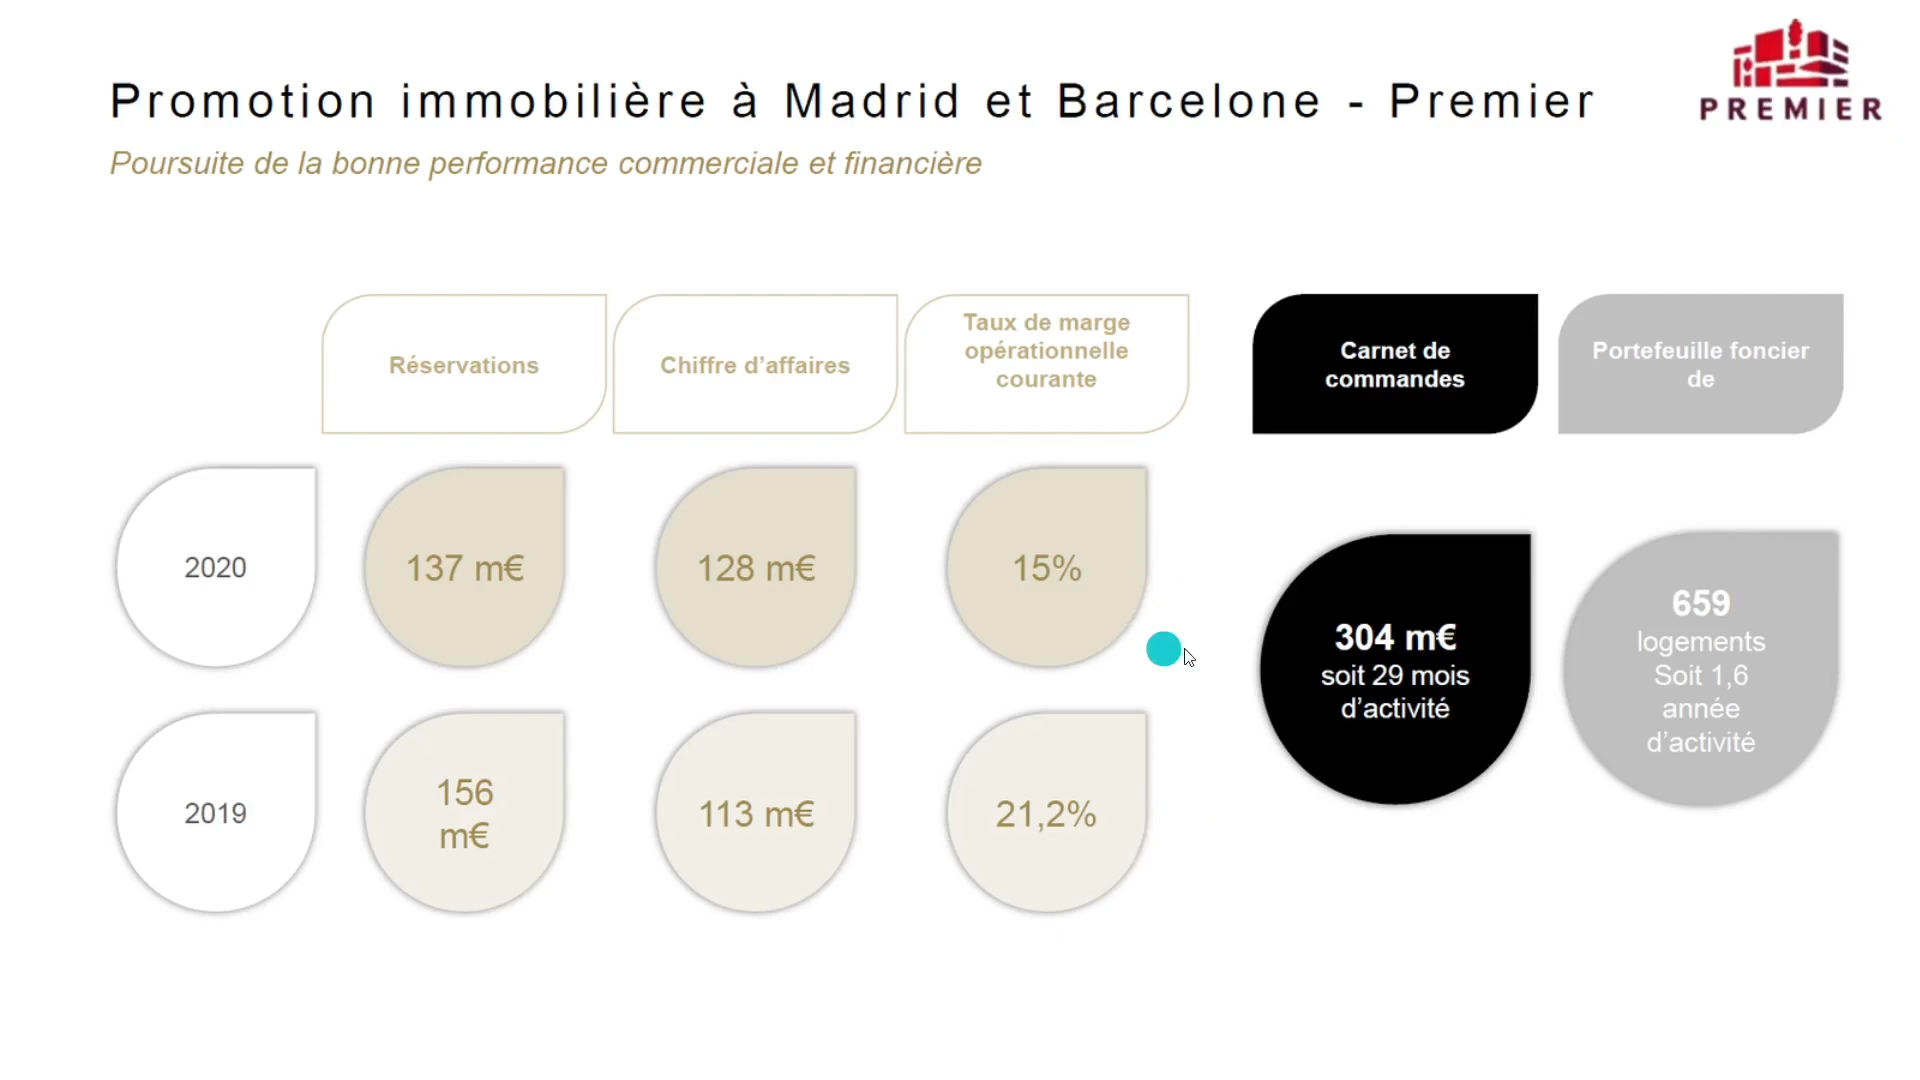 Promotion immobilière à Madrid et Barcelone - Premier
PREMIER
Poursuite de la bonne performance commerciale et financière
Réservations
Chiffre d’affaires
Taux de marge
opérationnelle
courante
Carnet de
commandes
Portefeuille foncier
de
2020
137 m€
128 m€
15%
304 m€
soit 29 mois
d’activité
659
logements
Soit 1,6
année
d’activité
2019
156
m€
113 m€
21,2%